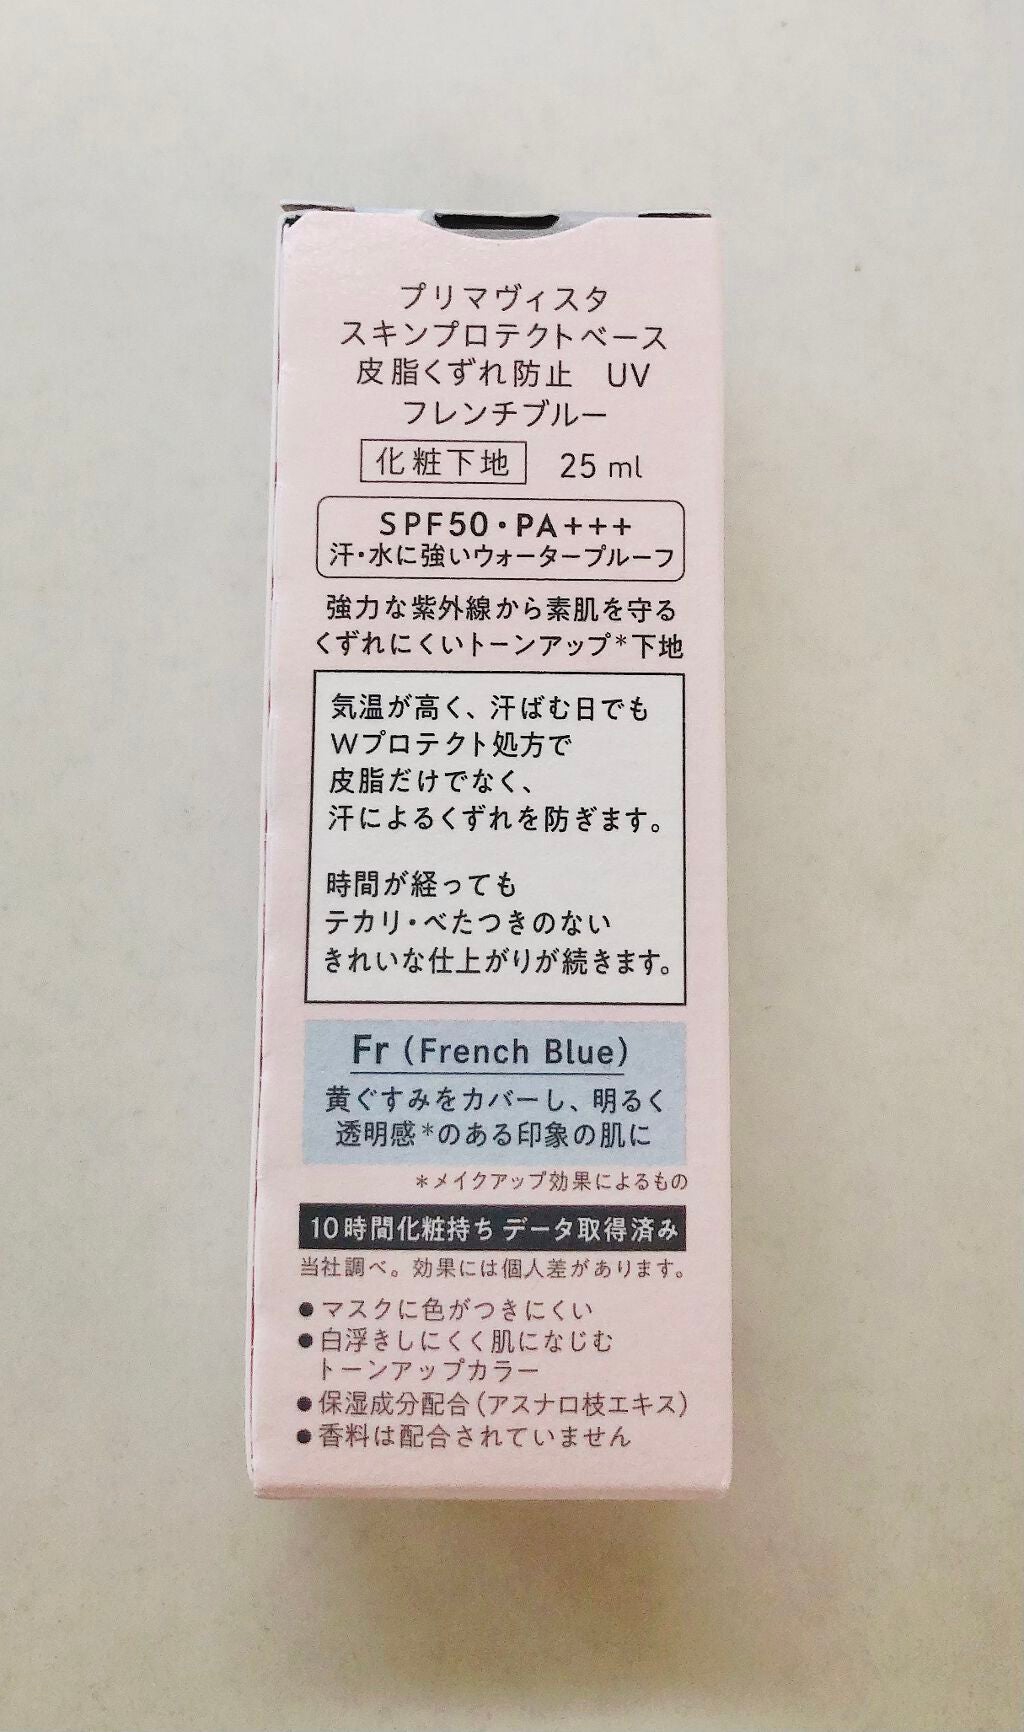 プリマヴィスタ
スキンプロテクトベース
皮脂くずれ防止 UV
フレンチブルー
化粧下地 25 ml
SPF50・PA+++
汗・水に強いウォータープルーフ
強力な紫外線から素肌を守る
くずれにくいトーンアップ*下地
気温が高く、汗ばむ日でも
Wプロテクト処方で
皮脂だけでなく、
汗によるくずれを防ぎます。
時間が経っても
テカリ・べたつきのない
きれいな仕上がりが続きます。
Fr (French Blue)
黄ぐすみをカバーし、明るく
透明感*のある印象の肌に
*メイクアップ効果によるもの
10時間化粧持ち データ取得済み
当社調べ。効果には個人差があります。
●マスクに色がつきにくい
●白浮きしにくく肌になじむ
トーンアップカラー
●保湿成分配合(アスナロ枝エキス)
●香料は配合されていません